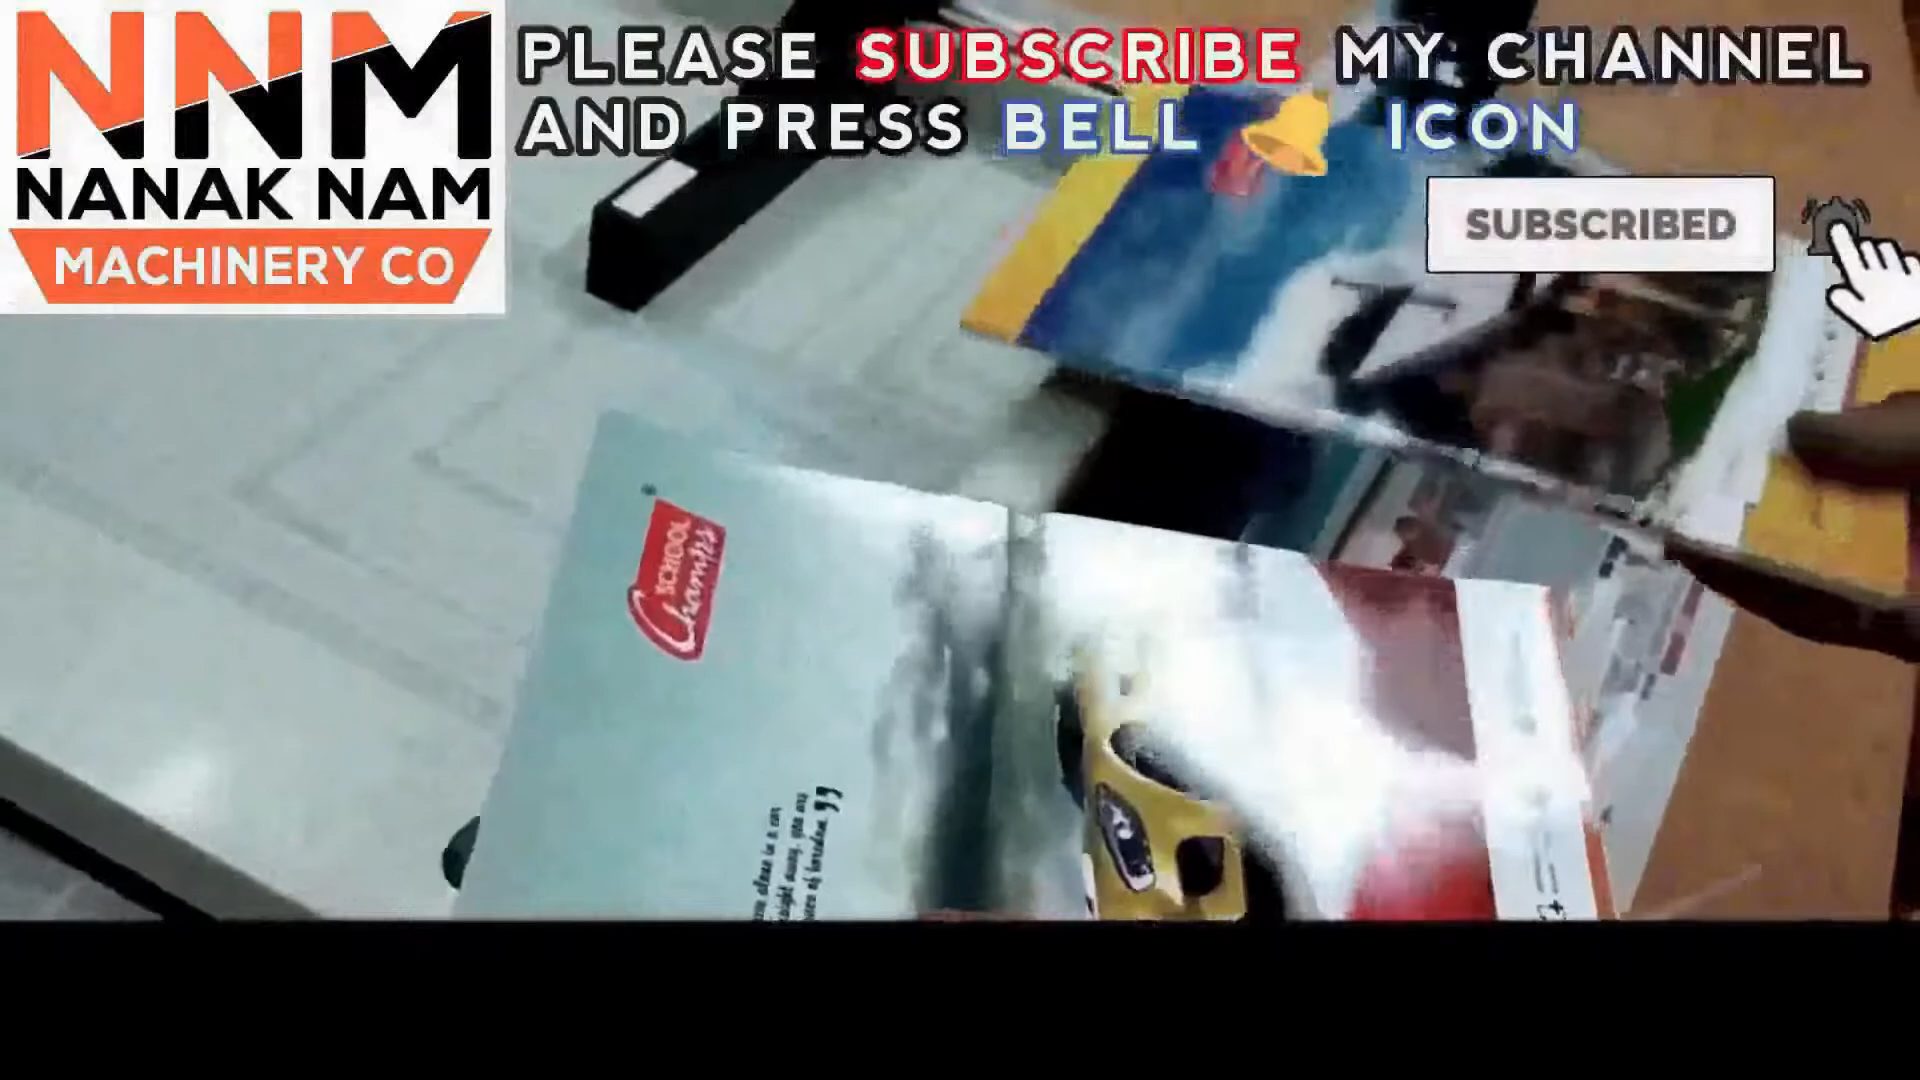 NNM
NANAK NAM
MACHINERY CO
PLEASE SUBSCRIBE MY CHANNEL
AND PRESS BELL ICON
SUBSCRIBED
SCHOOL
Champs